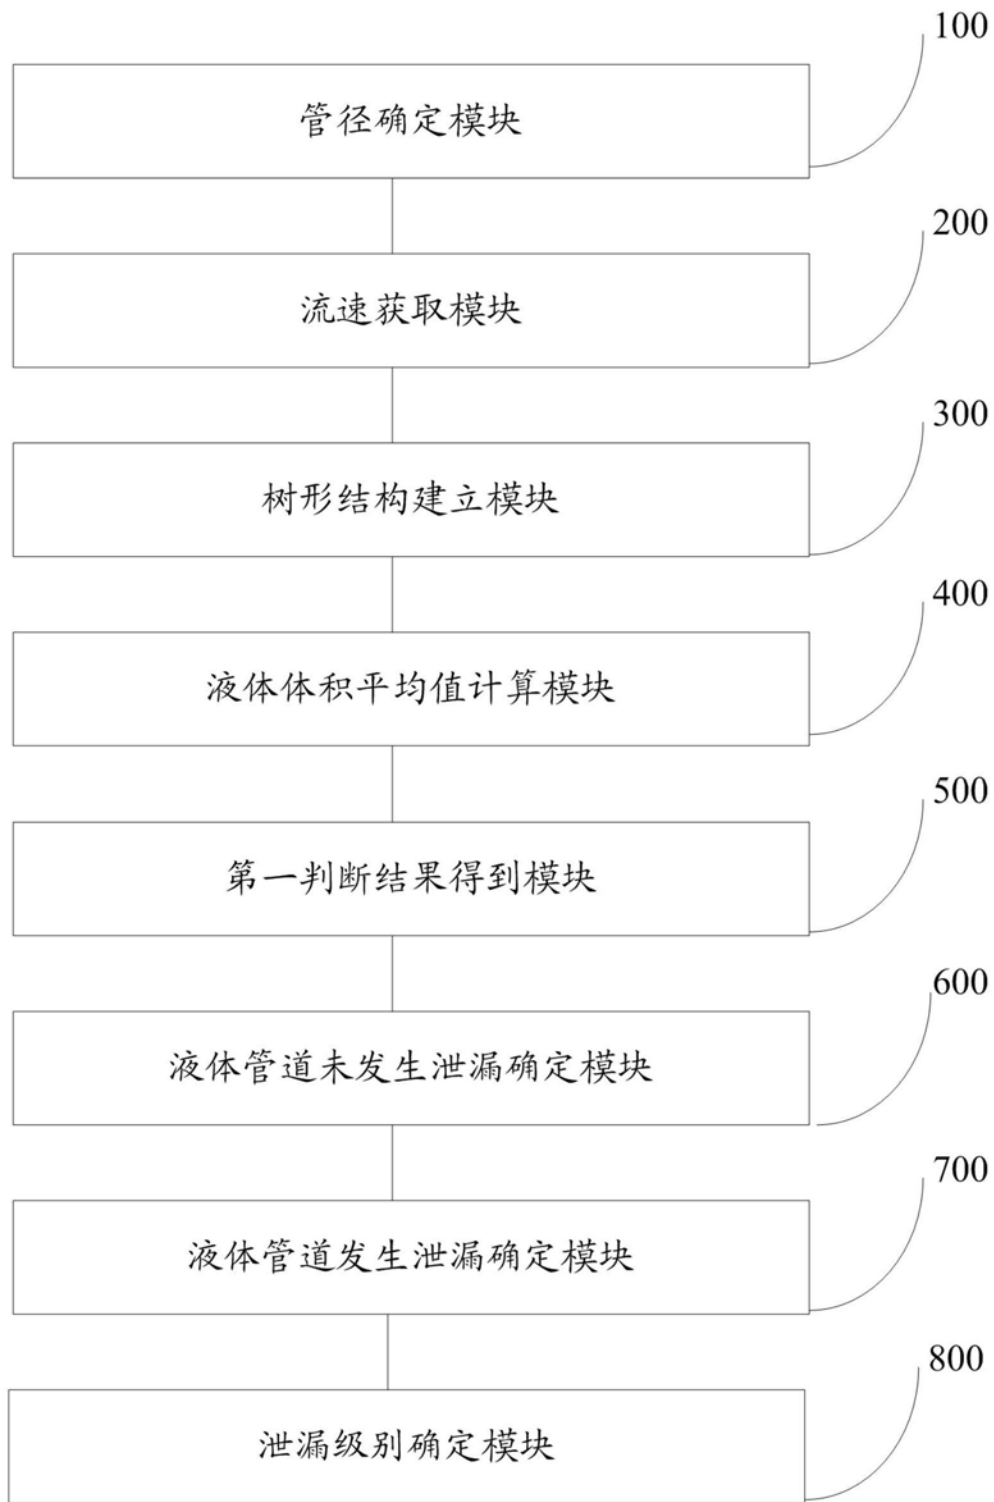 100
管径确定模块
200
流速获取模块
300
树形结构建立模块
400
液体体积平均值计算模块
500
第一判断结果得到模块
600
液体管道未发生泄漏确定模块
700
液体管道发生泄漏确定模块
800
泄漏级别确定模块